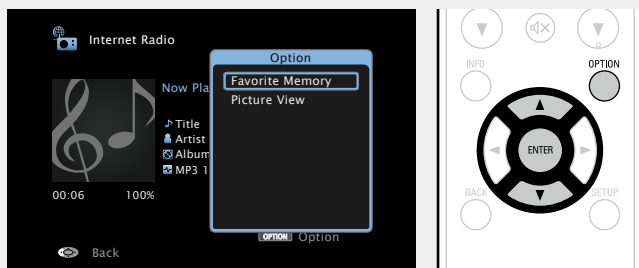 Internet Radio
Option
Favorite Memory
Picture View
Now Pla
Title
Artist
Album
MP3 1
00:06 100%
OPTION Option
Back
INFO
OPTION
ENTER
BACK
SETUP